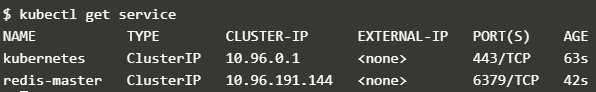 $ kubectl get service
NAME TYPE CLUSTER-IP EXTERNAL-IP PORT(S) AGE
kubernetes ClusterIP 10.96.0.1 <none> 443/TCP 63s
redis-master ClusterIP 10.96.191.144 <none> 6379/TCP 42s